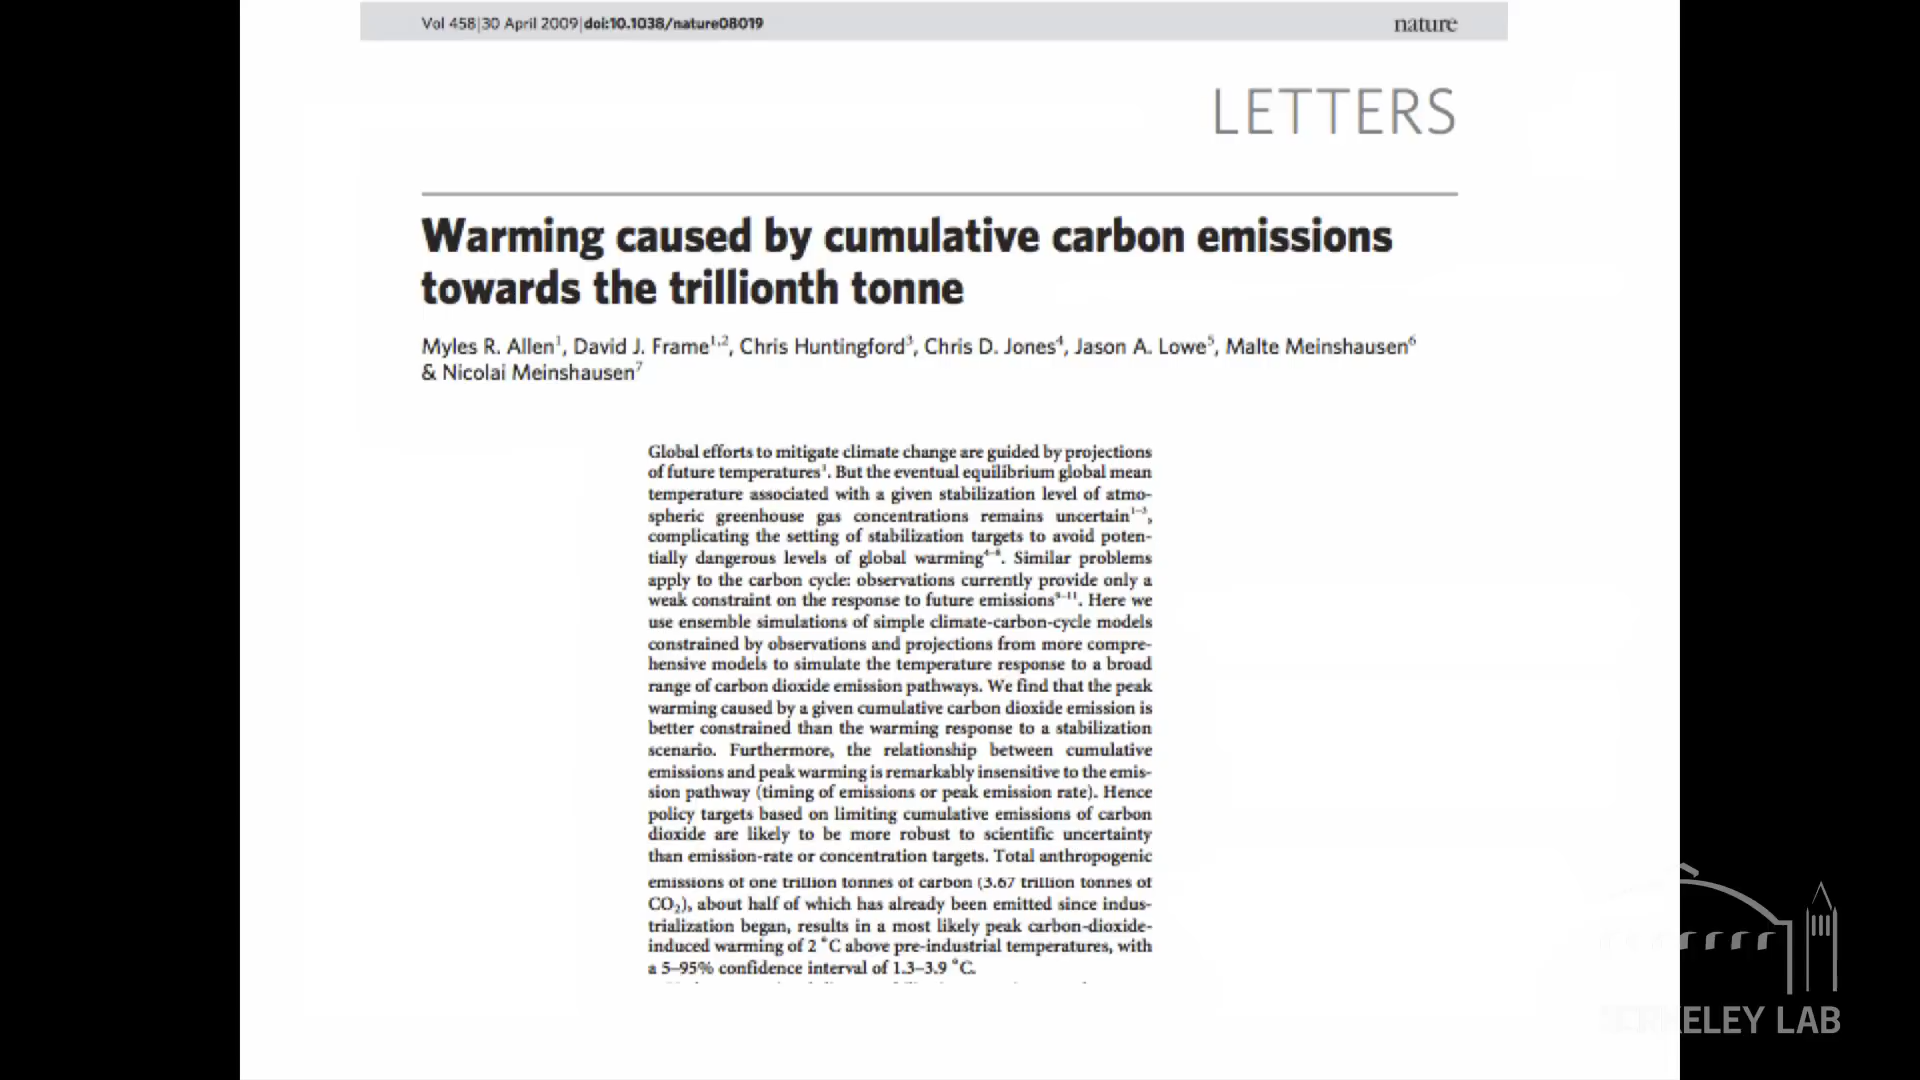 Vol 458|30 April 2009|doi:10.1038/nature08019
nature
LETTERS
Warming caused by cumulative carbon emissions
towards the trillionth tonne
Myles R. Allen1, David J. Frame1,2, Chris Huntingford3, Chris D. Jones4, Jason A. Lowe5, Malte Meinshausen6
& Nicolai Meinshausen7
Global efforts to mitigate climate change are guided by projections
of future temperatures1. But the eventual equilibrium global mean
temperature associated with a given stabilization level of atmo-
spheric greenhouse gas concentrations remains uncertain1–3,
complicating the setting of stabilization targets to avoid poten-
tially dangerous levels of global warming4–8. Similar problems
apply to the carbon cycle: observations currently provide only a
weak constraint on the response to future emissions9–11. Here we
use ensemble simulations of simple climate-carbon-cycle models
constrained by observations and projections from more compre-
hensive models to simulate the temperature response to a broad
range of carbon dioxide emission pathways. We find that the peak
warming caused by a given cumulative carbon dioxide emission is
better constrained than the warming response to a stabilization
scenario. Furthermore, the relationship between cumulative
emissions and peak warming is remarkably insensitive to the emis-
sion pathway (timing of emissions or peak emission rate). Hence
policy targets based on limiting cumulative emissions of carbon
dioxide are likely to be more robust to scientific uncertainty
than emission-rate or concentration targets. Total anthropogenic
emissions of one trillion tonnes of carbon (3.67 trillion tonnes of
CO2), about half of which has already been emitted since indus-
trialization began, results in a most likely peak carbon-dioxide-
induced warming of 2 °C above pre-industrial temperatures, with
a 5–95% confidence interval of 1.3–3.9 °C.
BERKELEY LAB